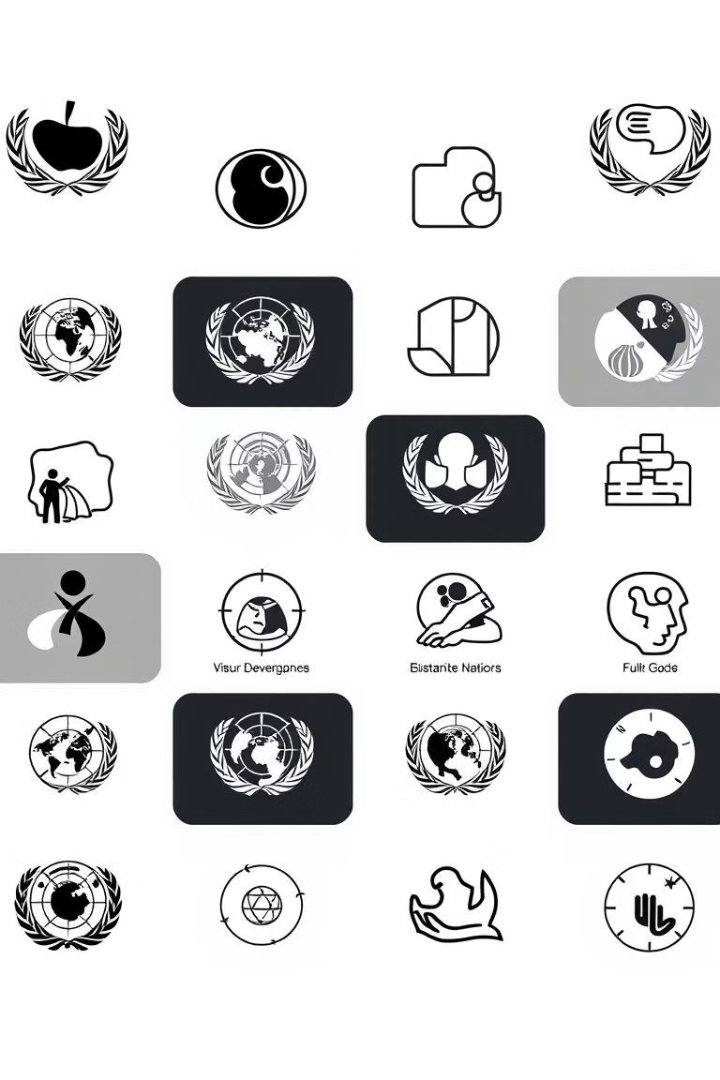 Visur Devergpnes
Bistarite Nations
Fullt Gods